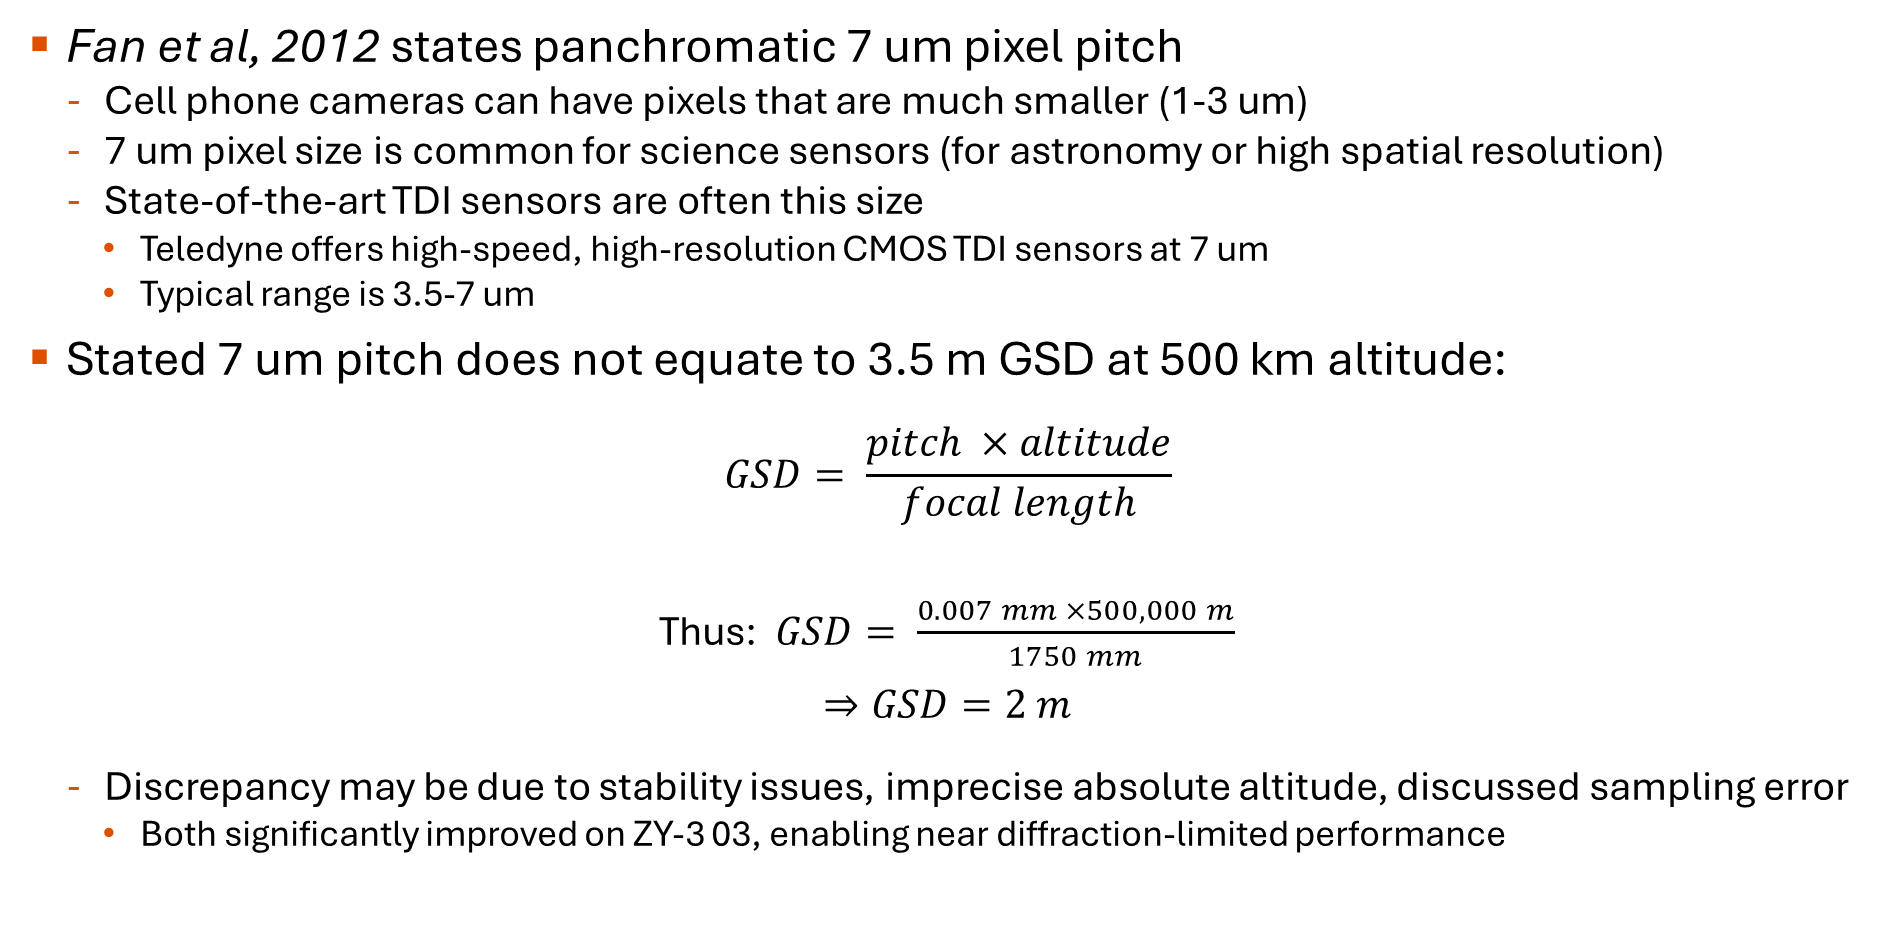 ▪ Fan et al, 2012 states panchromatic 7 um pixel pitch
- Cell phone cameras can have pixels that are much smaller (1-3 um)
- 7 um pixel size is common for science sensors (for astronomy or high spatial resolution)
- State-of-the-art TDI sensors are often this size
• Teledyne offers high-speed, high-resolution CMOS TDI sensors at 7 um
• Typical range is 3.5-7 um
▪ Stated 7 um pitch does not equate to 3.5 m GSD at 500 km altitude:
GSD = (pitch × altitude) / (focal length)
Thus: GSD = (0.007 mm ×500,000 m) / (1750 mm)
⇒ GSD = 2 m
- Discrepancy may be due to stability issues, imprecise absolute altitude, discussed sampling error
• Both significantly improved on ZY-3 03, enabling near diffraction-limited performance